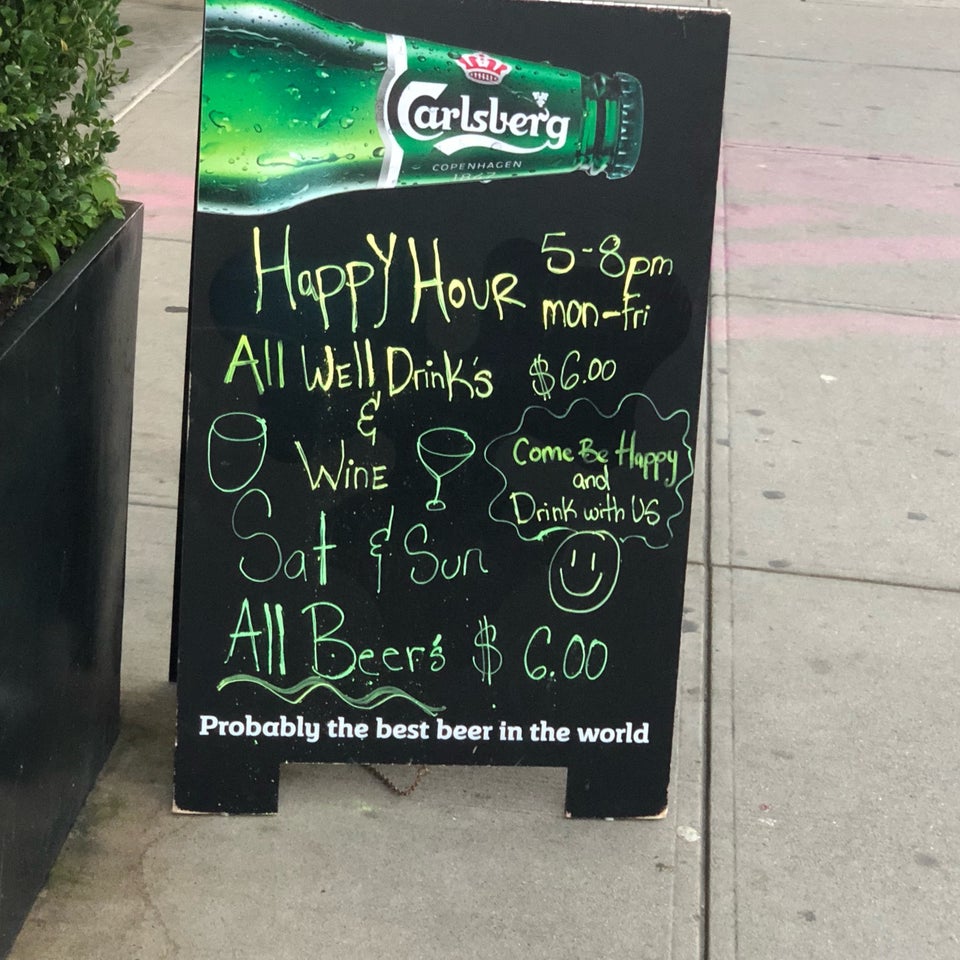 Carlsberg
COPENHAGEN
1847
Happy Hour 5-8pm
mon-fri
All Well Drink's $6.00
&
Wine
Come Be Happy
and
Drink with US
Sat & Sun
All Beer's $6.00
Probably the best beer in the world